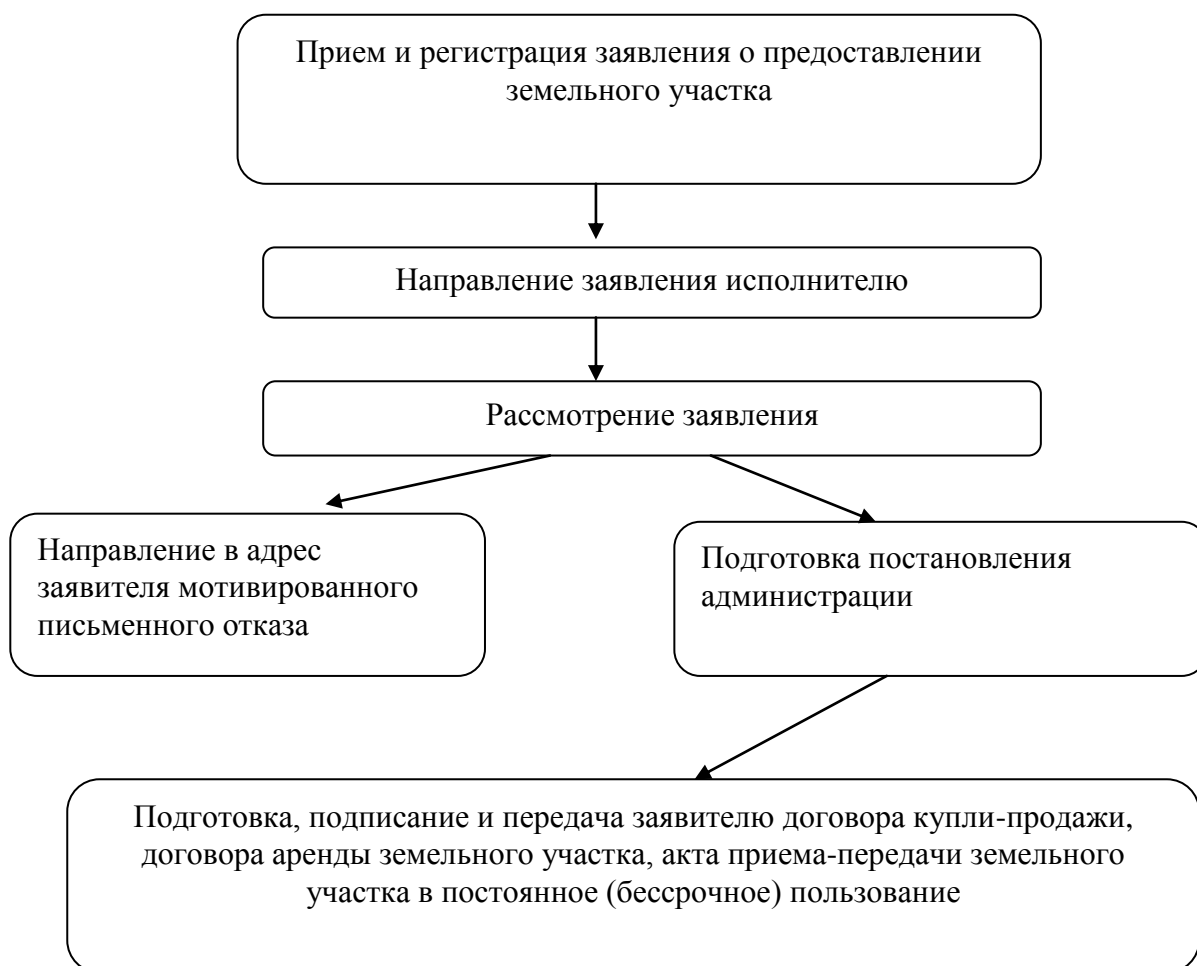 Прием и регистрация заявления о предоставлении
земельного участка
Направление заявления исполнителю
Рассмотрение заявления
Направление в адрес
заявителя мотивированного
письменного отказа
Подготовка постановления
администрации
Подготовка, подписание и передача заявителю договора купли-продажи,
договора аренды земельного участка, акта приема-передачи земельного
участка в постоянное (бессрочное) пользование